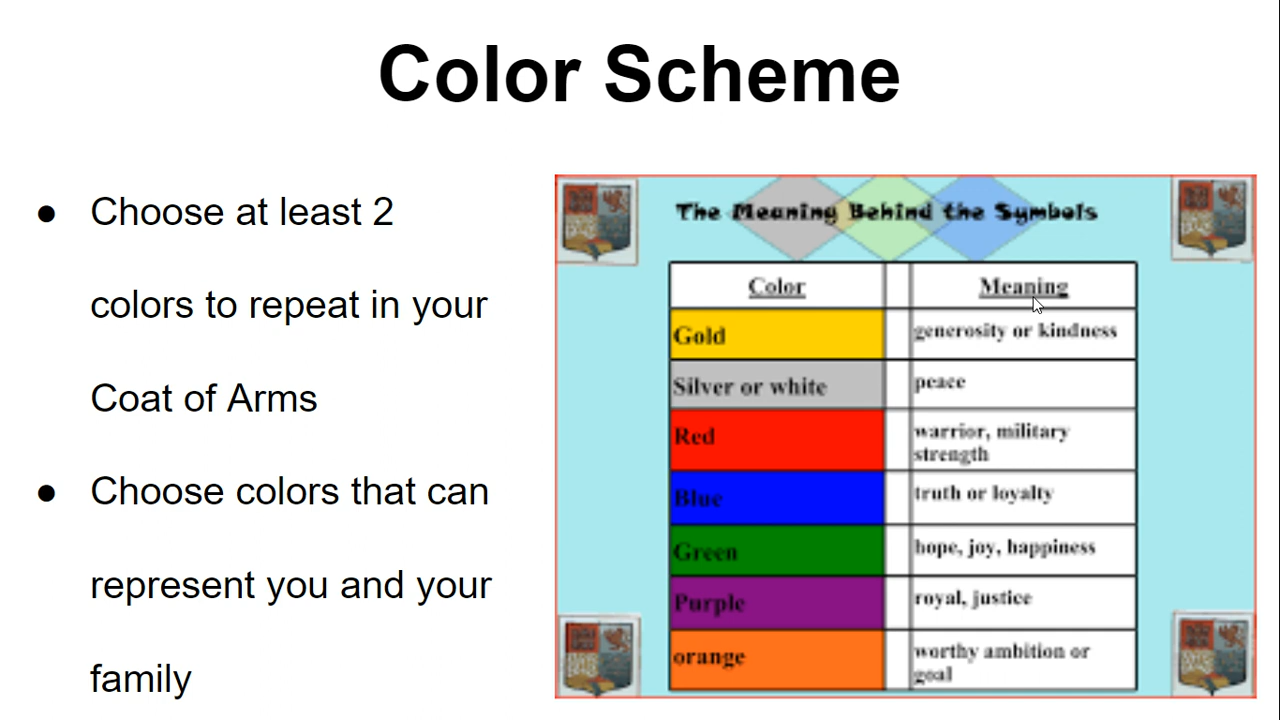 Color Scheme
● Choose at least 2
colors to repeat in your
Coat of Arms
● Choose colors that can
represent you and your
family
The Meaning Behind the Symbols
Color Meaning
Gold generosity or kindness
Silver or white peace
Red warrior, military
strength
Blue truth or loyalty
Green hope, joy, happiness
Purple royal, justice
orange worthy ambition or
goal